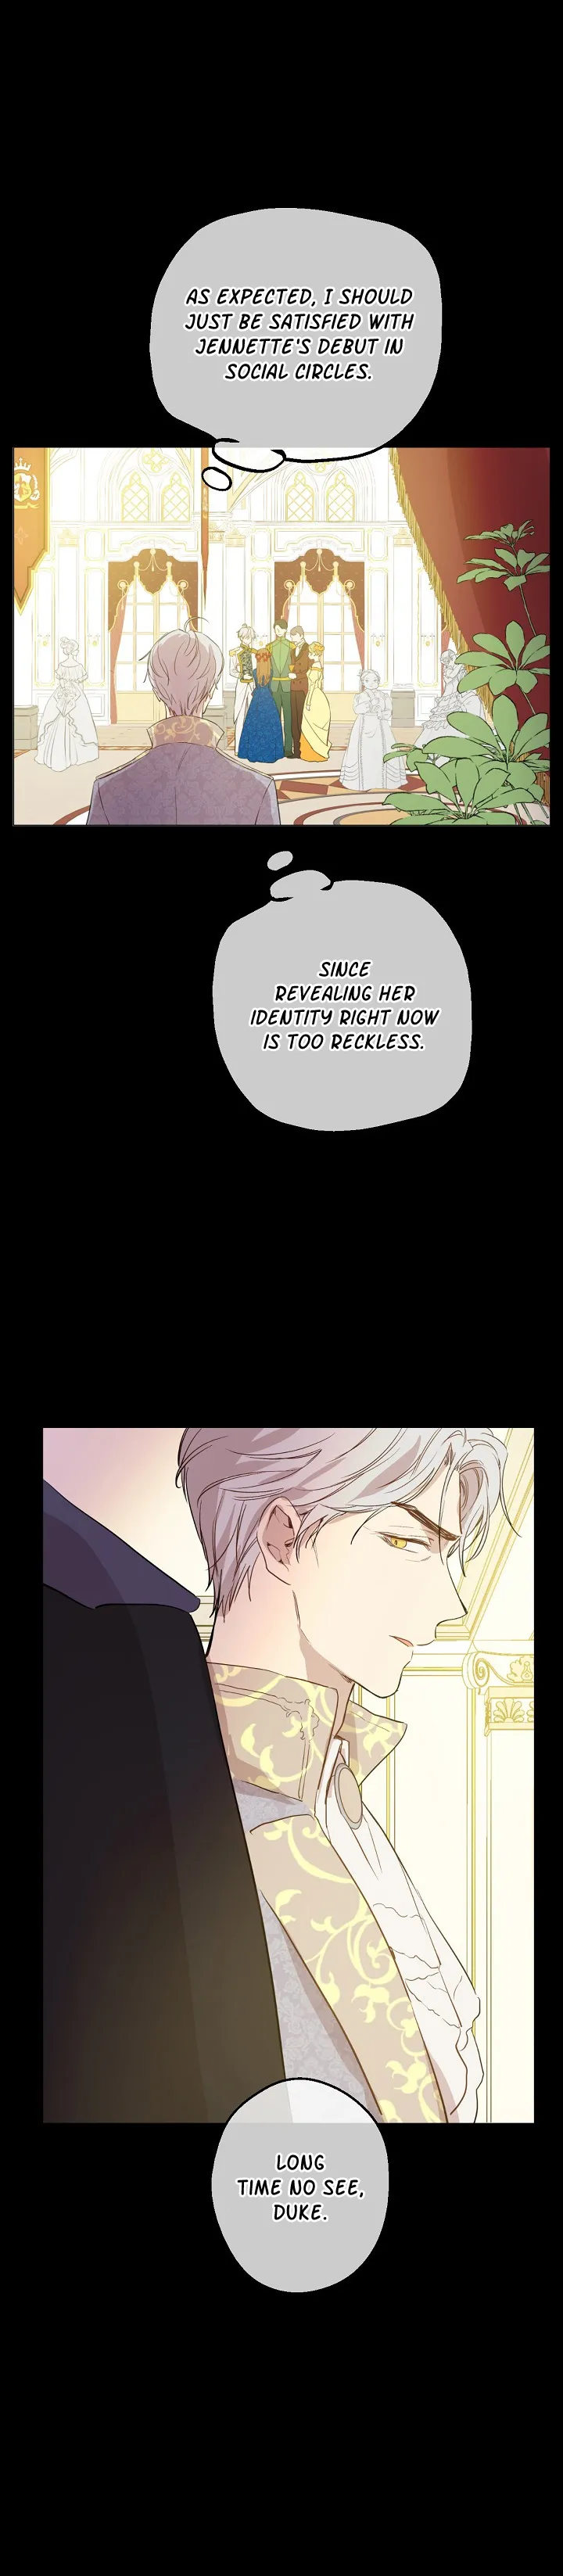 AS EXPECTED, I SHOULD
JUST BE SATISFIED WITH
JENNETTE'S DEBUT IN
SOCIAL CIRCLES.
SINCE
REVEALING HER
IDENTITY RIGHT NOW
IS TOO RECKLESS.
LONG
TIME NO SEE,
DUKE.